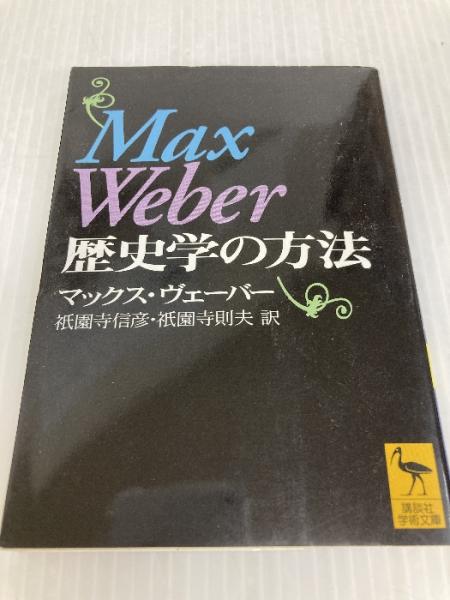 Max
Weber
歴史学の方法
マックス・ヴェーバー
祇園寺信彦・祇園寺則夫 訳
講談社
学術文庫